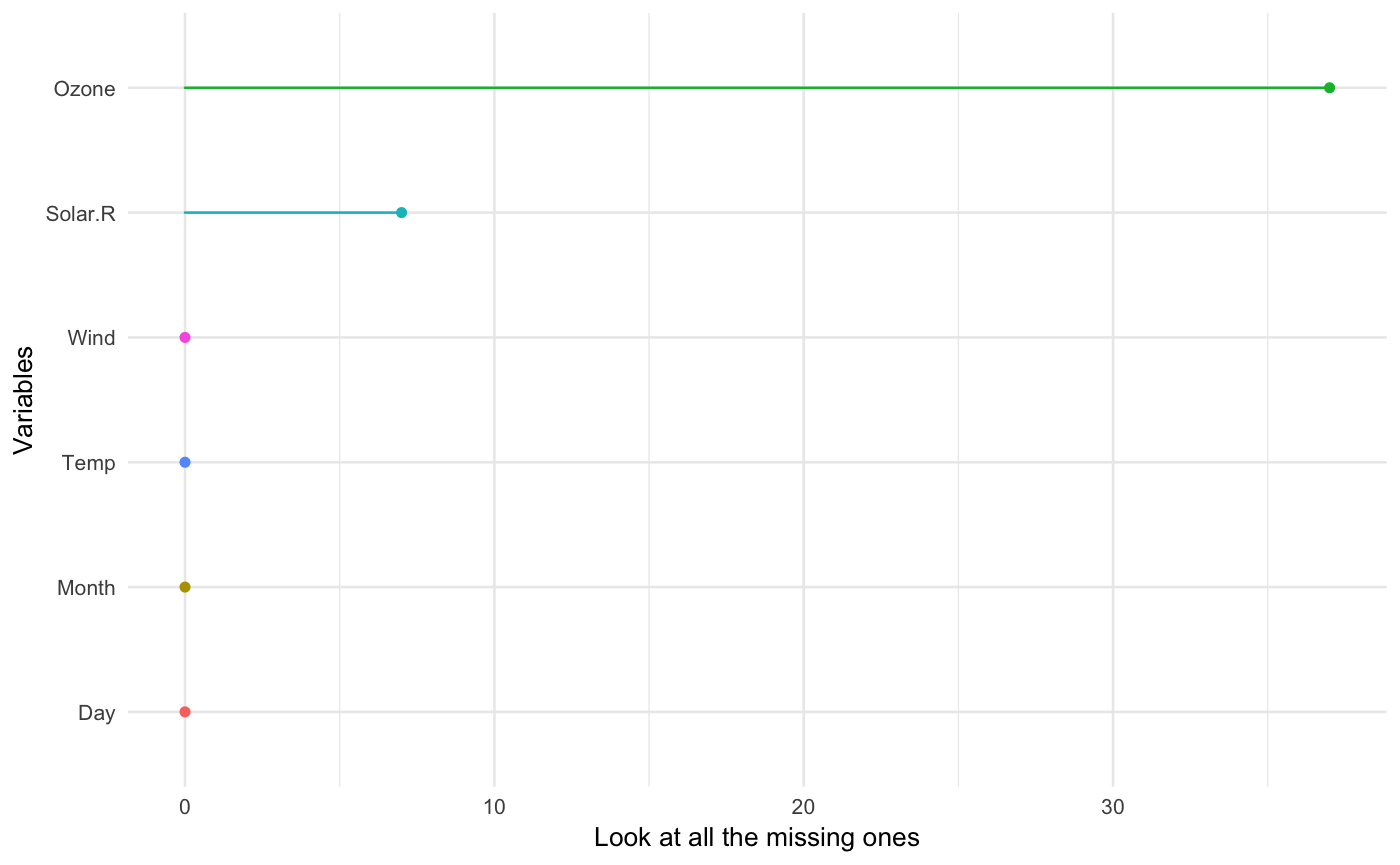 Variables
Ozone
Solar.R
Wind
Temp
Month
Day
0 10 20 30
Look at all the missing ones